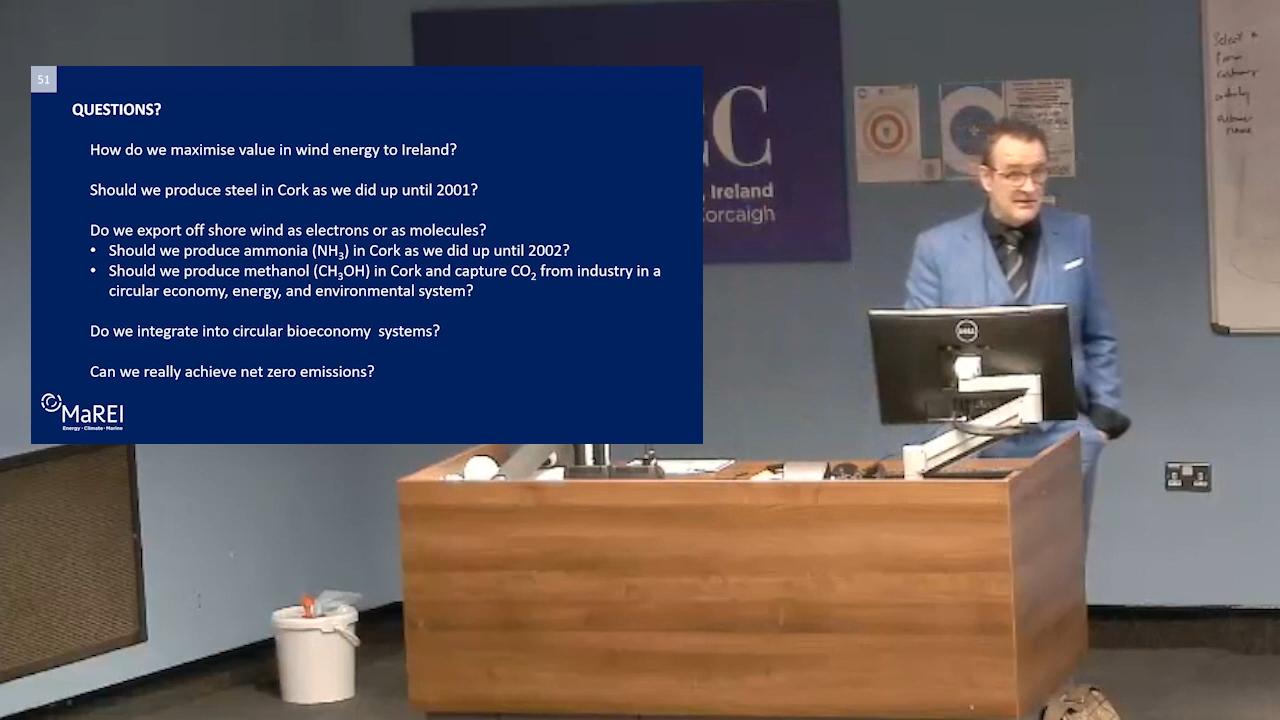 51
QUESTIONS?
How do we maximise value in wind energy to Ireland?
Should we produce steel in Cork as we did up until 2001?
Do we export off shore wind as electrons or as molecules?
• Should we produce ammonia (NH₃) in Cork as we did up until 2002?
• Should we produce methanol (CH₃OH) in Cork and capture CO₂ from industry in a
circular economy, energy, and environmental system?
Do we integrate into circular bioeconomy  systems?
Can we really achieve net zero emissions?
MaREI
Energy • Climate • Marine
C
, Ireland
Corcaigh
DELL
Select *
From